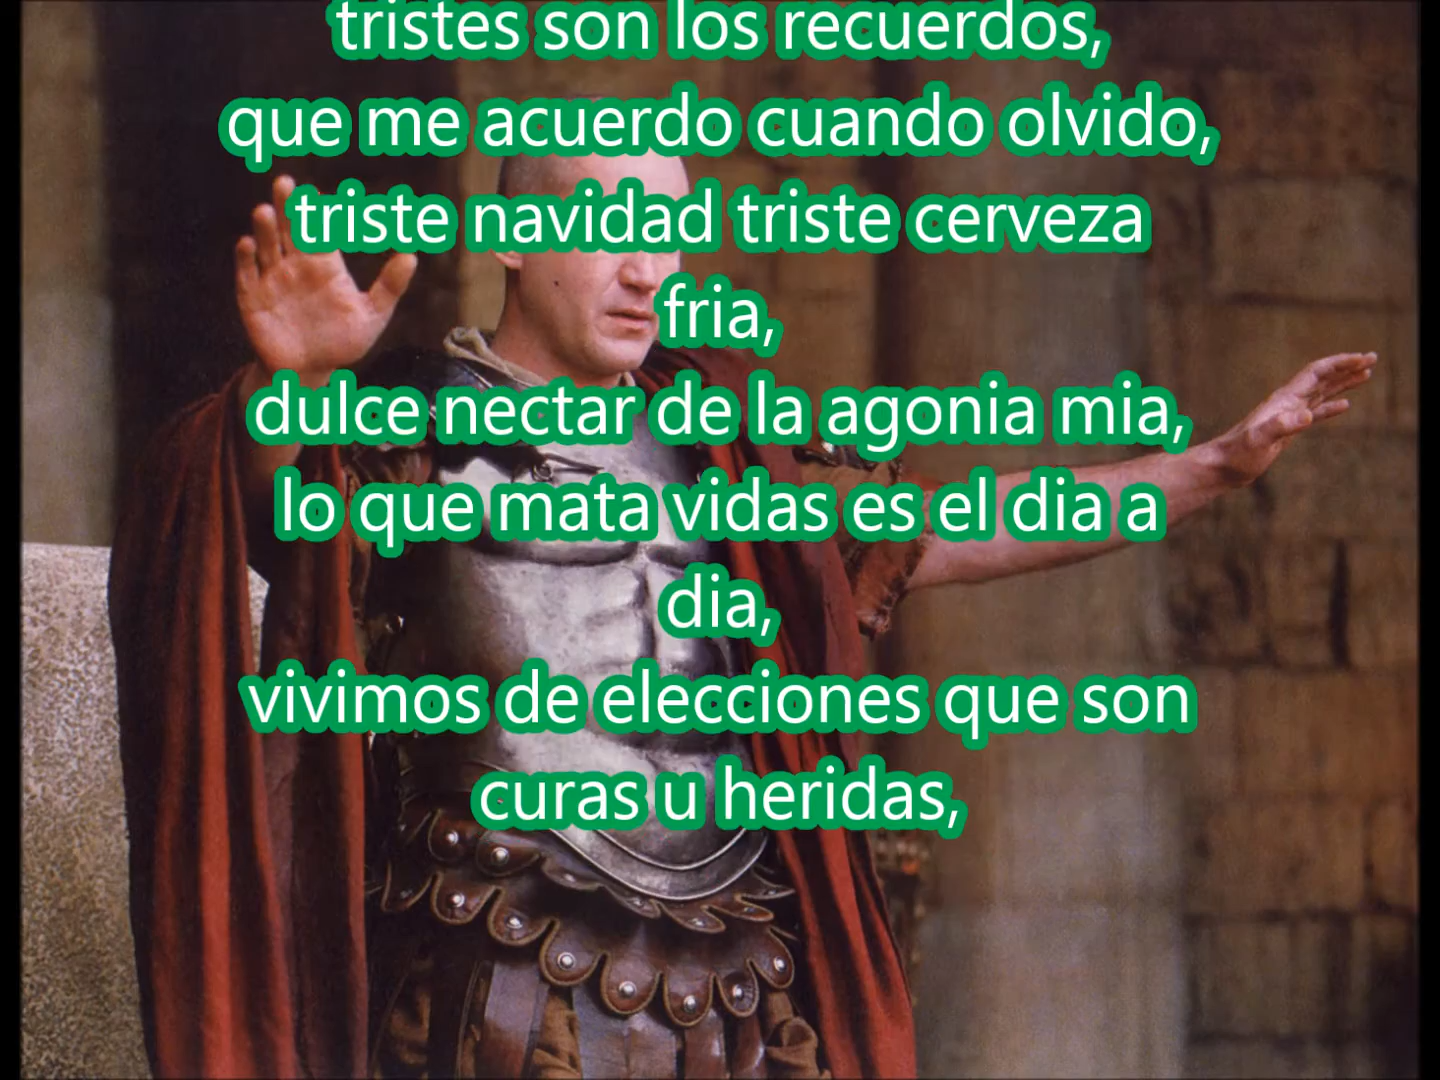 tristes son los recuerdos,
que me acuerdo cuando olvido,
triste navidad triste cerveza
fria,
dulce nectar de la agonia mia,
lo que mata vidas es el dia a
dia,
vivimos de elecciones que son
curas u heridas,